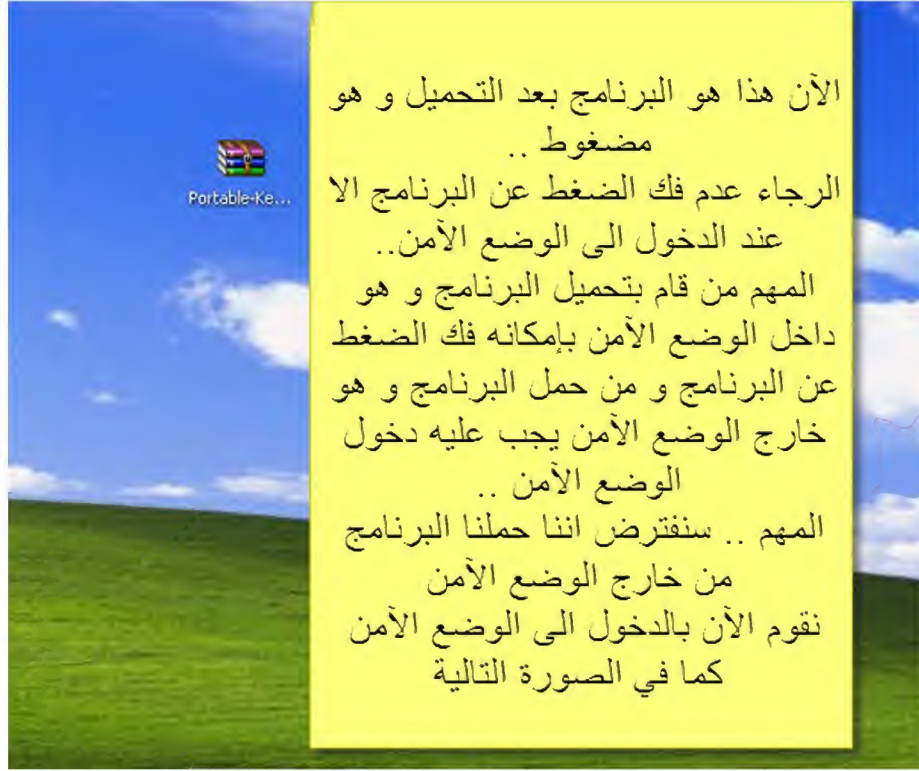 الآن هذا هو البرنامج بعد التحميل و هو
مضغوط ..
الرجاء عدم فك الضغط عن البرنامج الا
عند الدخول الى الوضع الآمن..
المهم من قام بتحميل البرنامج و هو
داخل الوضع الآمن بإمكانه فك الضغط
عن البرنامج و من حمل البرنامج و هو
خارج الوضع الآمن يجب عليه دخول
الوضع الآمن ..
المهم .. سنفترض اننا حملنا البرنامج
من خارج الوضع الآمن
نقوم الآن بالدخول الى الوضع الآمن
كما في الصورة التالية
Portable-Ke...